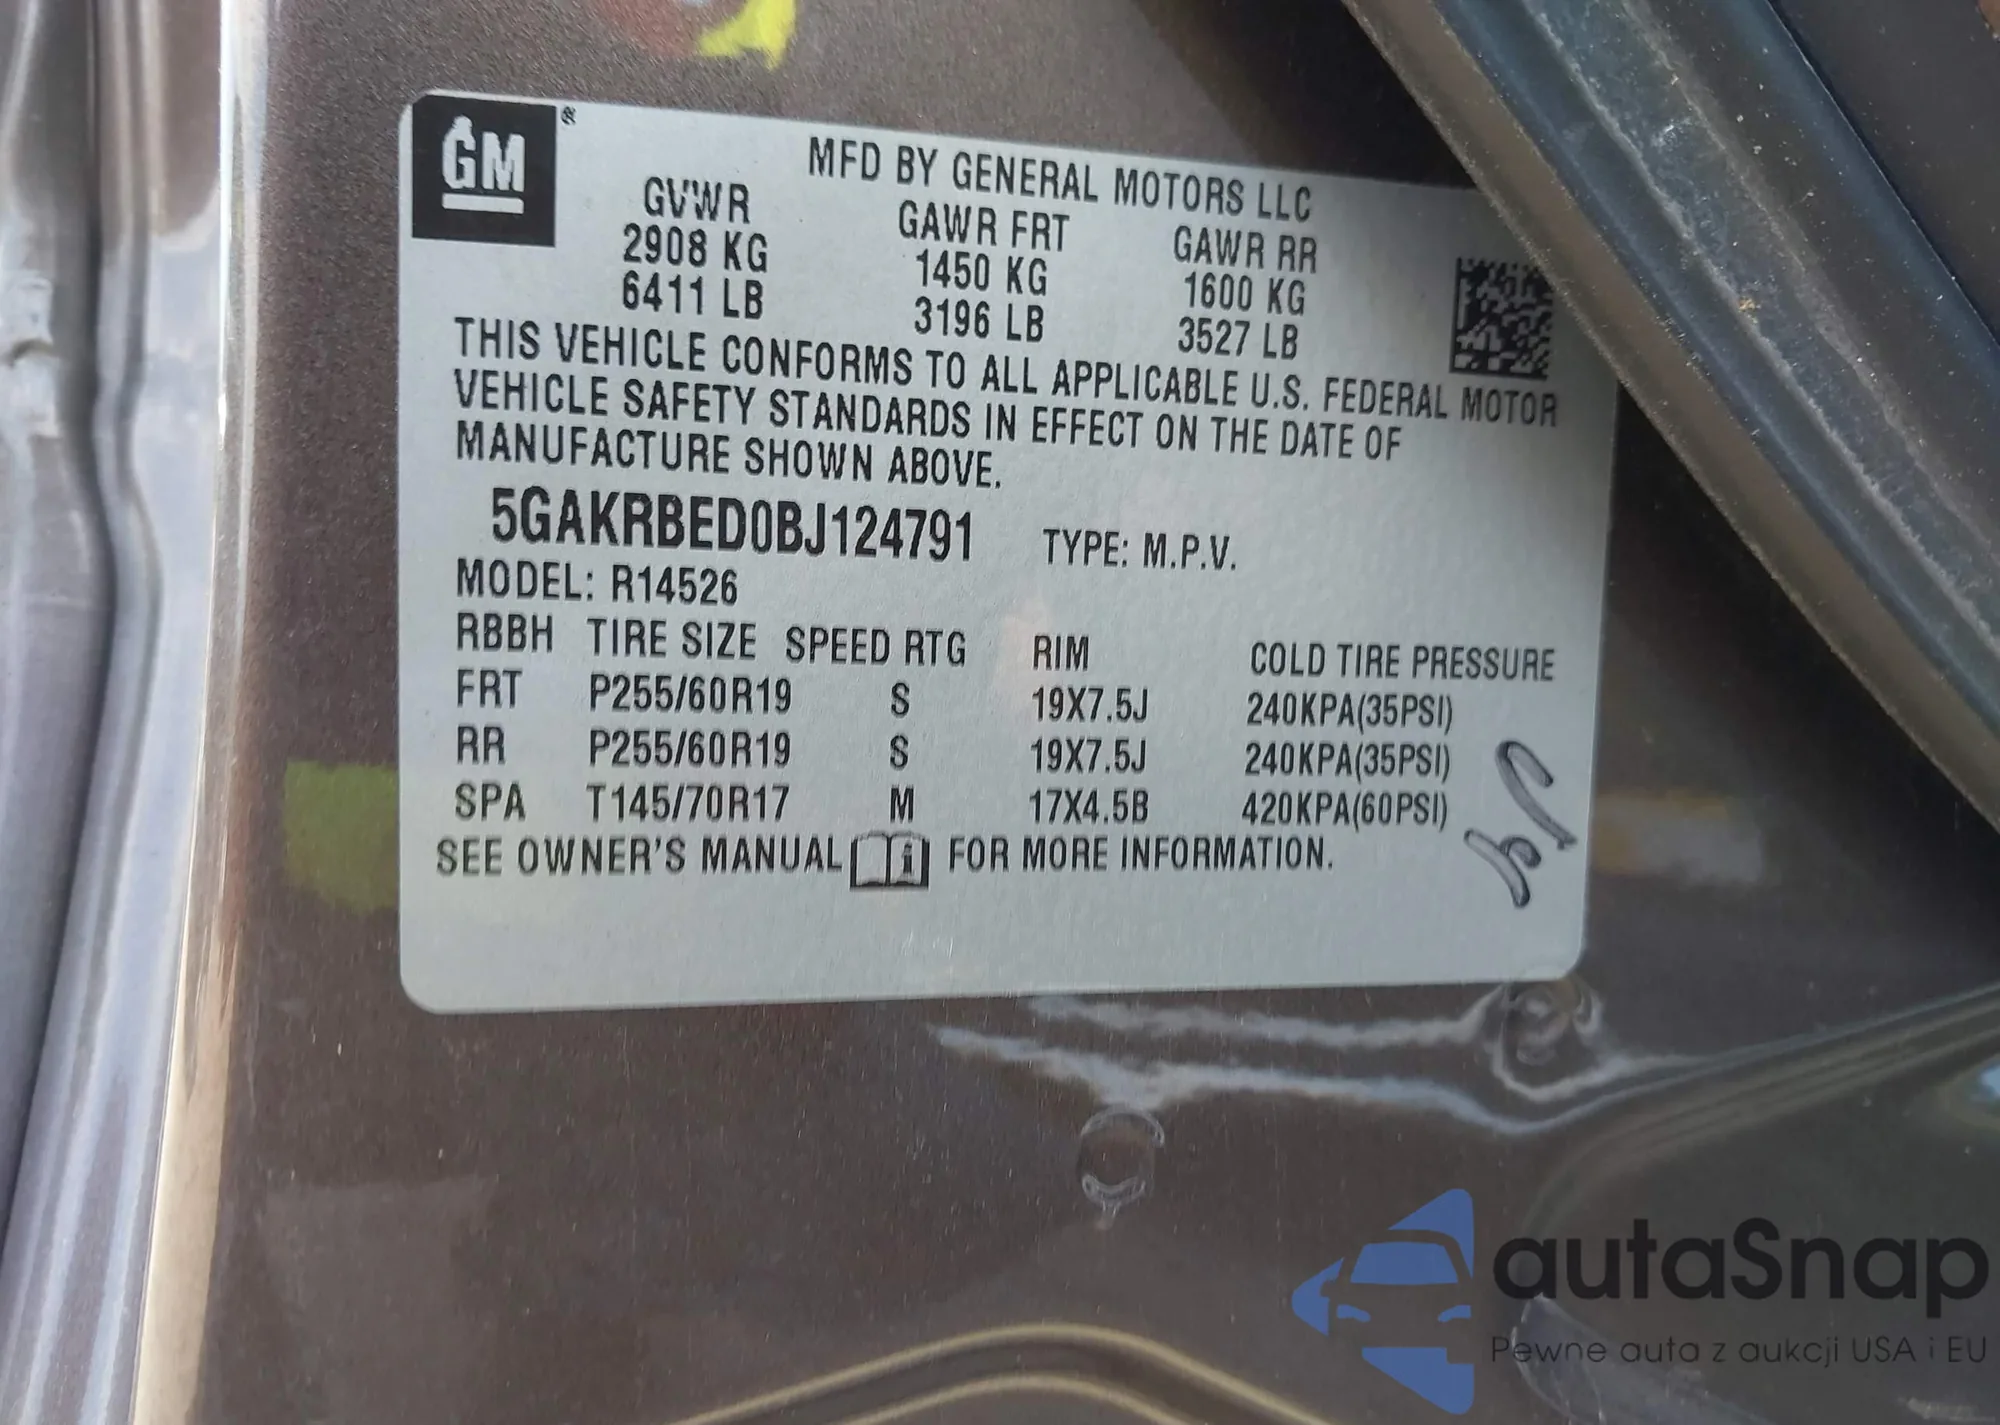 GM ®
MFD BY GENERAL MOTORS LLC
GVWR GAWR FRT GAWR RR
2908 KG 1450 KG 1600 KG
6411 LB 3196 LB 3527 LB
THIS VEHICLE CONFORMS TO ALL APPLICABLE U.S. FEDERAL MOTOR
VEHICLE SAFETY STANDARDS IN EFFECT ON THE DATE OF
MANUFACTURE SHOWN ABOVE.
5GAKRBED0BJ124791 TYPE: M.P.V.
MODEL: R14526
RBBH TIRE SIZE SPEED RTG RIM COLD TIRE PRESSURE
FRT P255/60R19 S 19X7.5J 240KPA(35PSI)
RR P255/60R19 S 19X7.5J 240KPA(35PSI)
SPA T145/70R17 M 17X4.5B 420KPA(60PSI)
SEE OWNER'S MANUAL FOR MORE INFORMATION.
autaSnap
Pewne auta z aukcji USA i EU